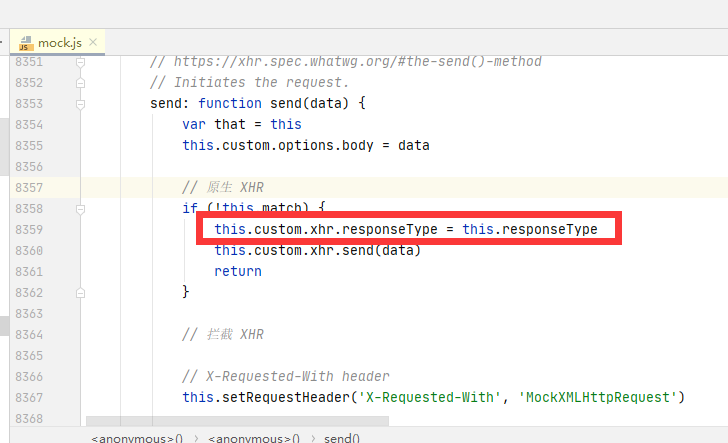 mock.js
8351 // https://xhr.spec.whatwg.org/#the-send()-method
8352 // Initiates the request.
8353 send: function send(data) {
8354 var that = this
8355 this.custom.options.body = data
8356
8357 // 原生 XHR
8358 if (!this.match) {
8359 this.custom.xhr.responseType = this.responseType
8360 this.custom.xhr.send(data)
8361 return
8362 }
8363
8364 // 拦截 XHR
8365
8366 // X-Requested-With header
8367 this.setRequestHeader('X-Requested-With', 'MockXMLHttpRequest')
8368
<anonymous>() > <anonymous>() > send()